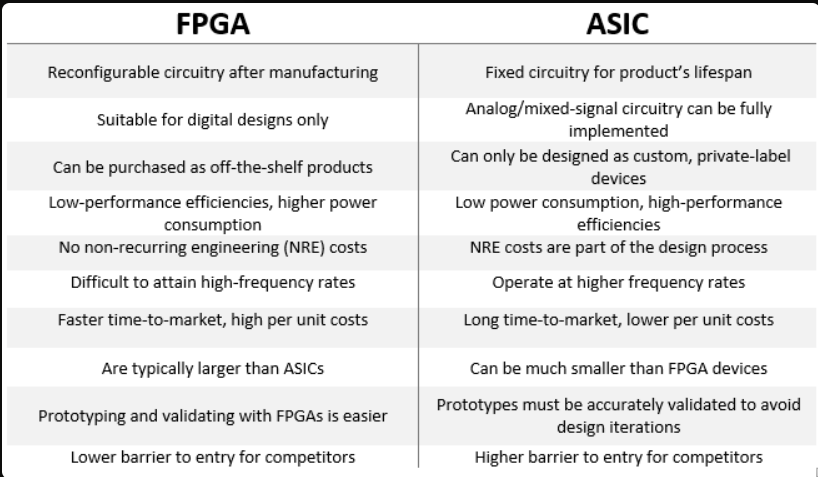 FPGA
ASIC
Reconfigurable circuitry after manufacturing
Fixed circuitry for product's lifespan
Suitable for digital designs only
Analog/mixed-signal circuitry can be fully
implemented
Can be purchased as off-the-shelf products
Can only be designed as custom, private-label
devices
Low-performance efficiencies, higher power
consumption
Low power consumption, high-performance
efficiencies
No non-recurring engineering (NRE) costs
NRE costs are part of the design process
Difficult to attain high-frequency rates
Operate at higher frequency rates
Faster time-to-market, high per unit costs
Long time-to-market, lower per unit costs
Are typically larger than ASICs
Can be much smaller than FPGA devices
Prototyping and validating with FPGAs is easier
Prototypes must be accurately validated to avoid
design iterations
Lower barrier to entry for competitors
Higher barrier to entry for competitors